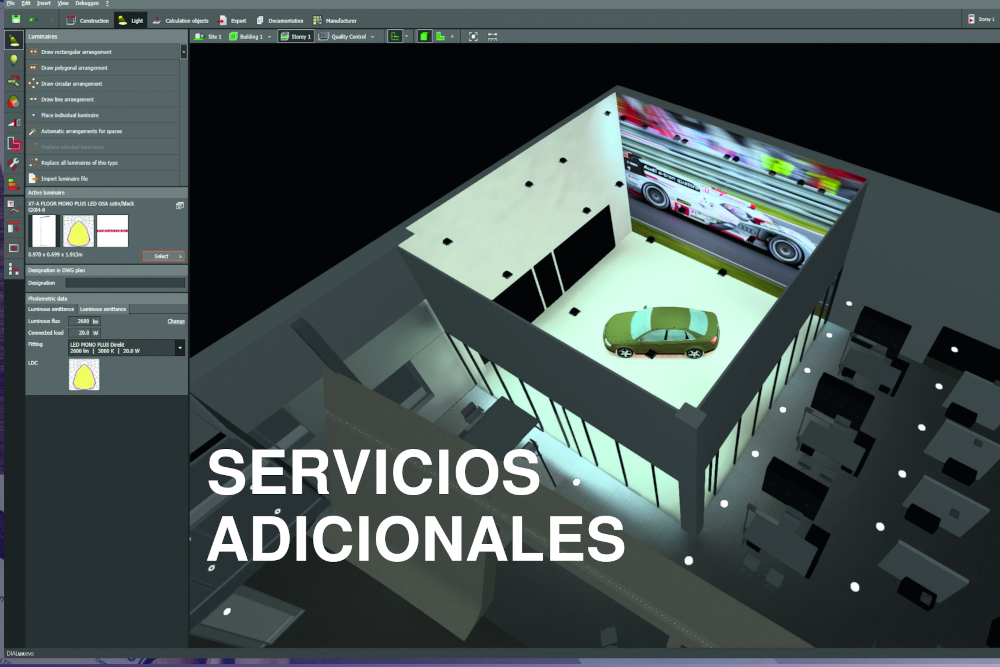 File Edit Insert View Debuggen ?
Construction Light Calculation objects Export Documentation Manufacturer Storey 1
Luminaires Site 1 Building 1 Storey 1 Quality Control
Draw rectangular arrangement
Draw polygonal arrangement
Draw circular arrangement
Draw line arrangement
Place individual luminaire
Automatic arrangements for spaces
Replace selected luminaires
Replace all luminaires of this type
Import luminaire file
Active luminaire
XT-A FLOOR MONO PLUS LED OSA satin/black
GX84-8
0.970 x 0.699 x 1.913m
Select
Designation in DWG plan
Designation
Photometric data
Luminous emittance Luminous emittance
Luminous flux 2600 lm Change
Connected load 20.0 W
Fitting LED MONO PLUS Direkt
2600 lm | 3000 K | 20.0 W
LDC
SERVICIOS
ADICIONALES
DIALux evo